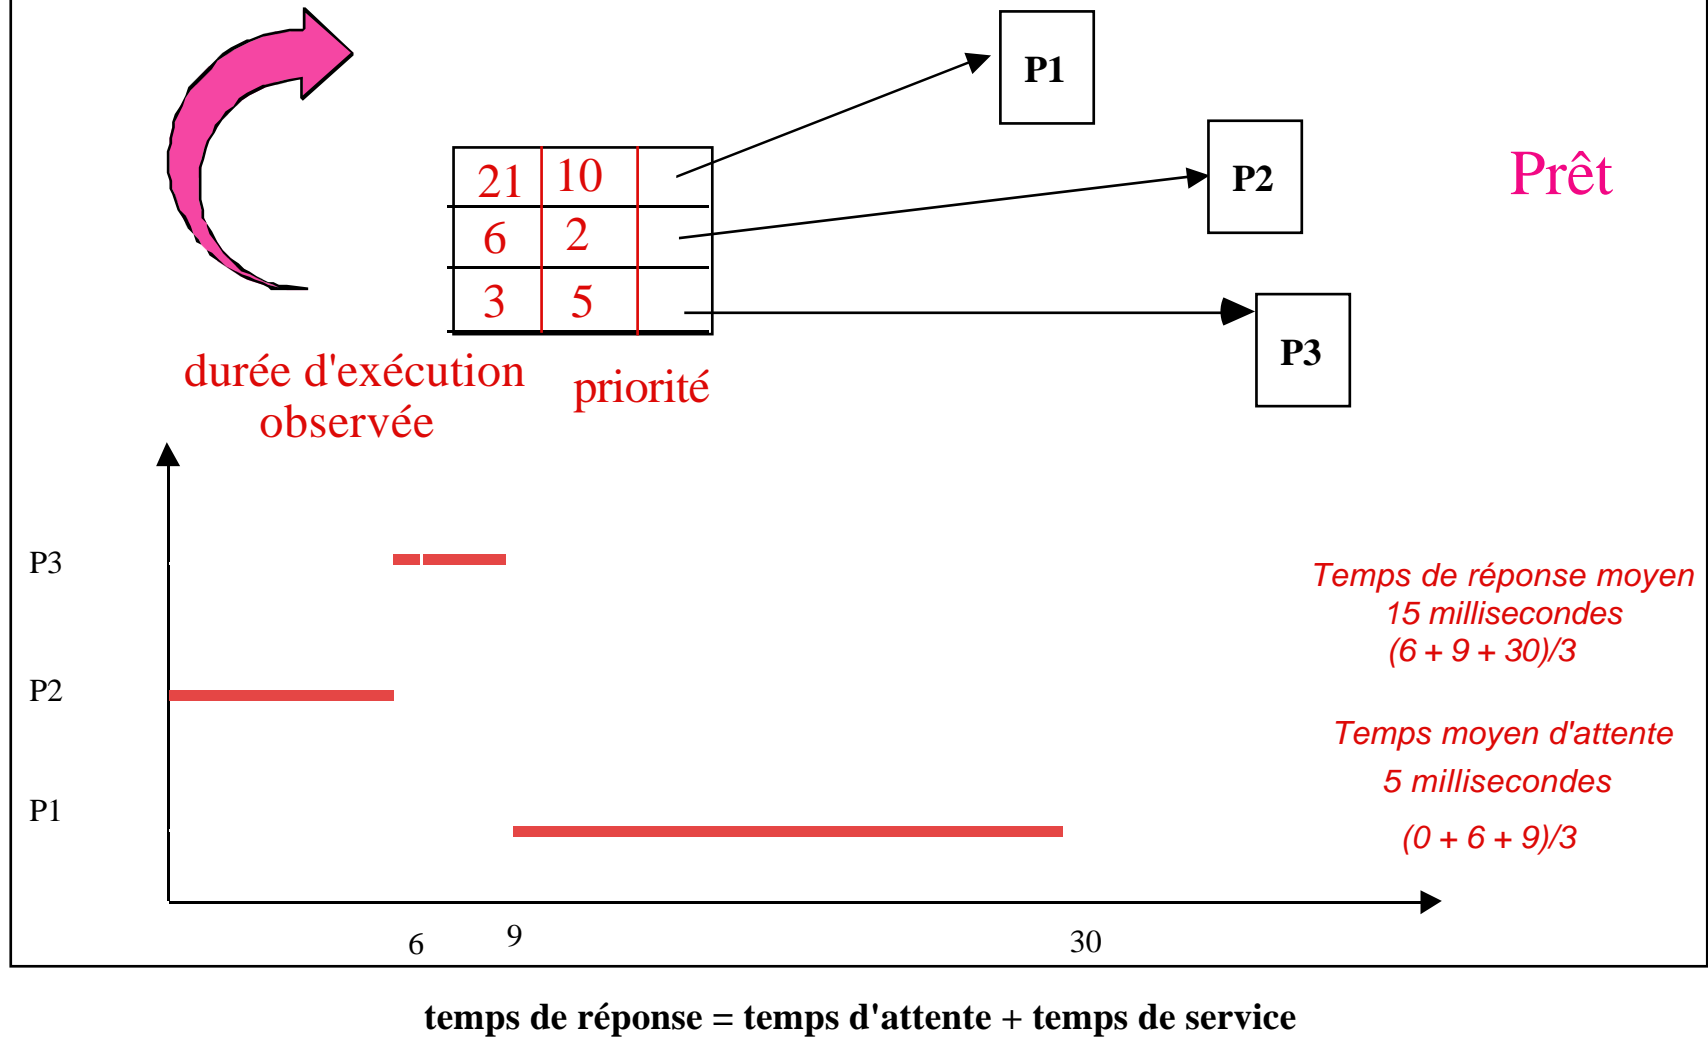 P1
P2
Prêt
P3
21 10
6 2
3 5
durée d'exécution
observée
priorité
P3
P2
P1
6 9 30
Temps de réponse moyen
15 millisecondes
(6 + 9 + 30)/3
Temps moyen d'attente
5 millisecondes
(0 + 6 + 9)/3
temps de réponse = temps d'attente + temps de service